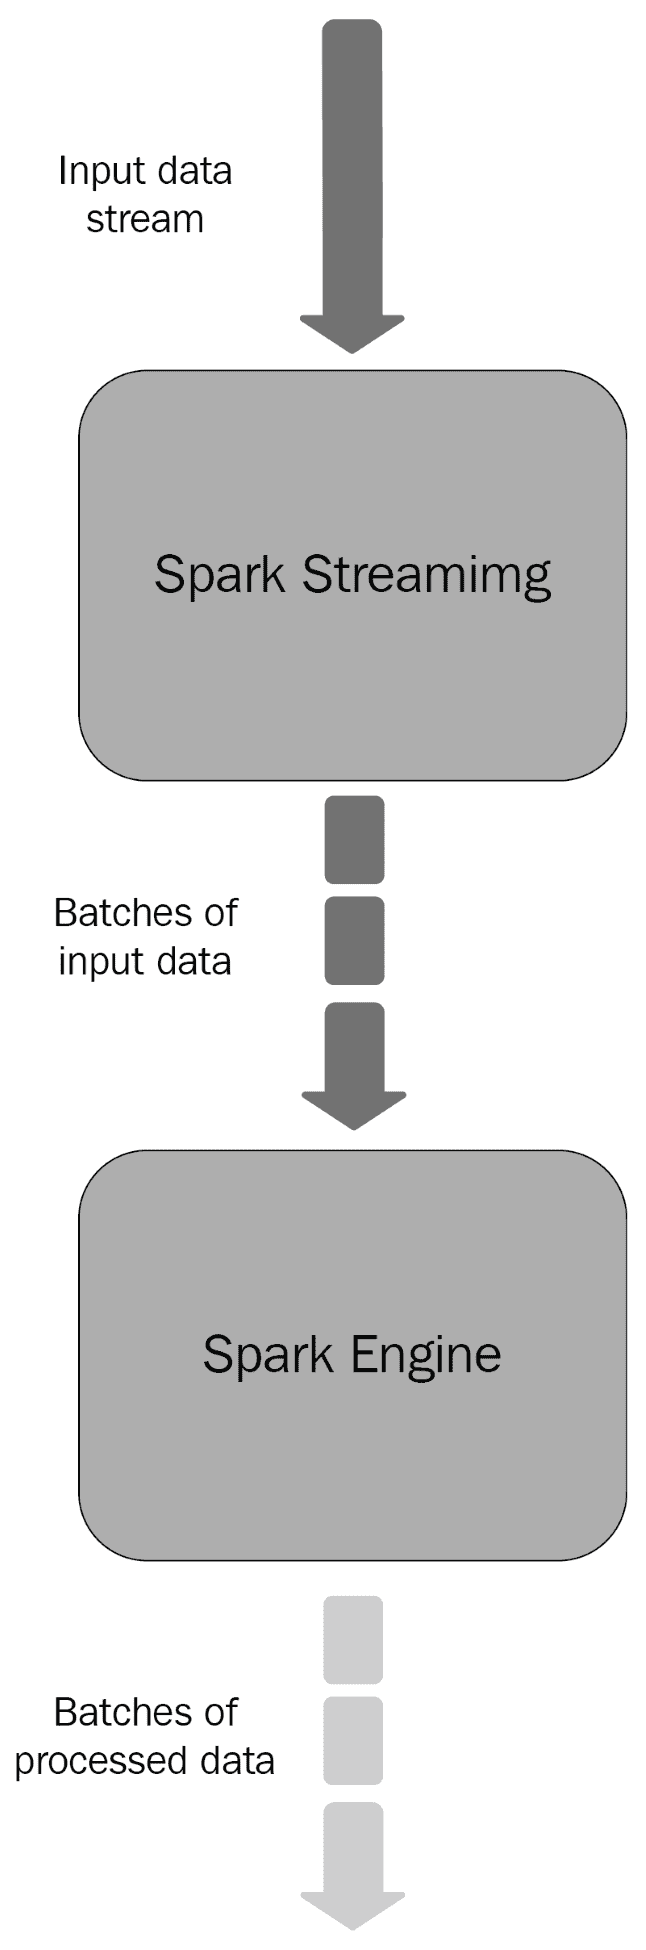 Input data
stream
Spark Streamimg
Batches of
input data
Spark Engine
Batches of
processed data